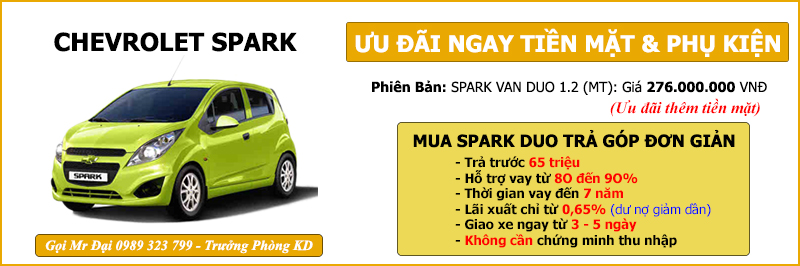 CHEVROLET SPARK
SPARK
Gọi Mr Đại 0989 323 799 - Trưởng Phòng KD
ƯU ĐÃI NGAY TIỀN MẶT & PHỤ KIỆN
Phiên Bản: SPARK VAN DUO 1.2 (MT): Giá 276.000.000 VNĐ
(Ưu đãi thêm tiền mặt)
MUA SPARK DUO TRẢ GÓP ĐƠN GIẢN
- Trả trước 65 triệu
- Hỗ trợ vay từ 80 đến 90%
- Thời gian vay đến 7 năm
- Lãi xuất chỉ từ 0,65% (dư nợ giảm dần)
- Giao xe ngay từ 3 - 5 ngày
- Không cần chứng minh thu nhập